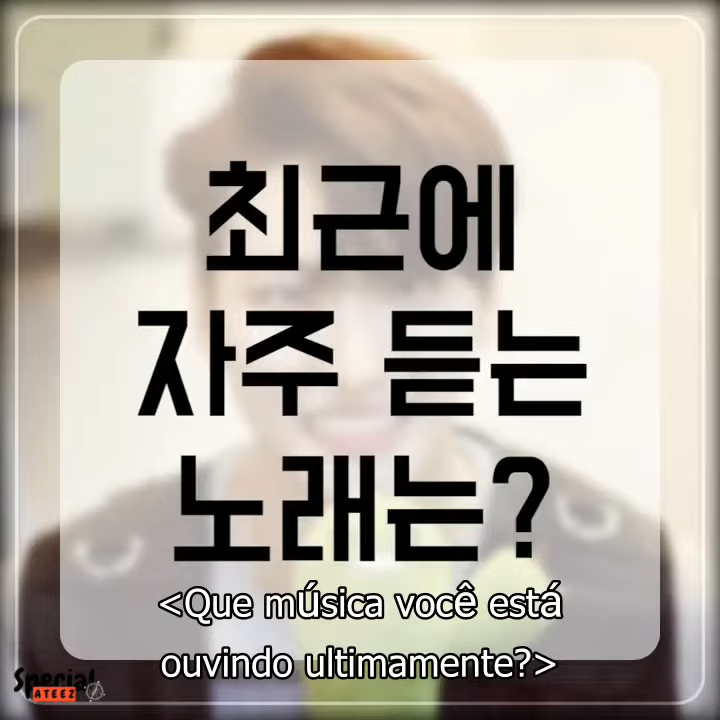 최근에
자주 듣는
노래는?
<Que música você está
ouvindo ultimamente?>
Special
ATEEZ